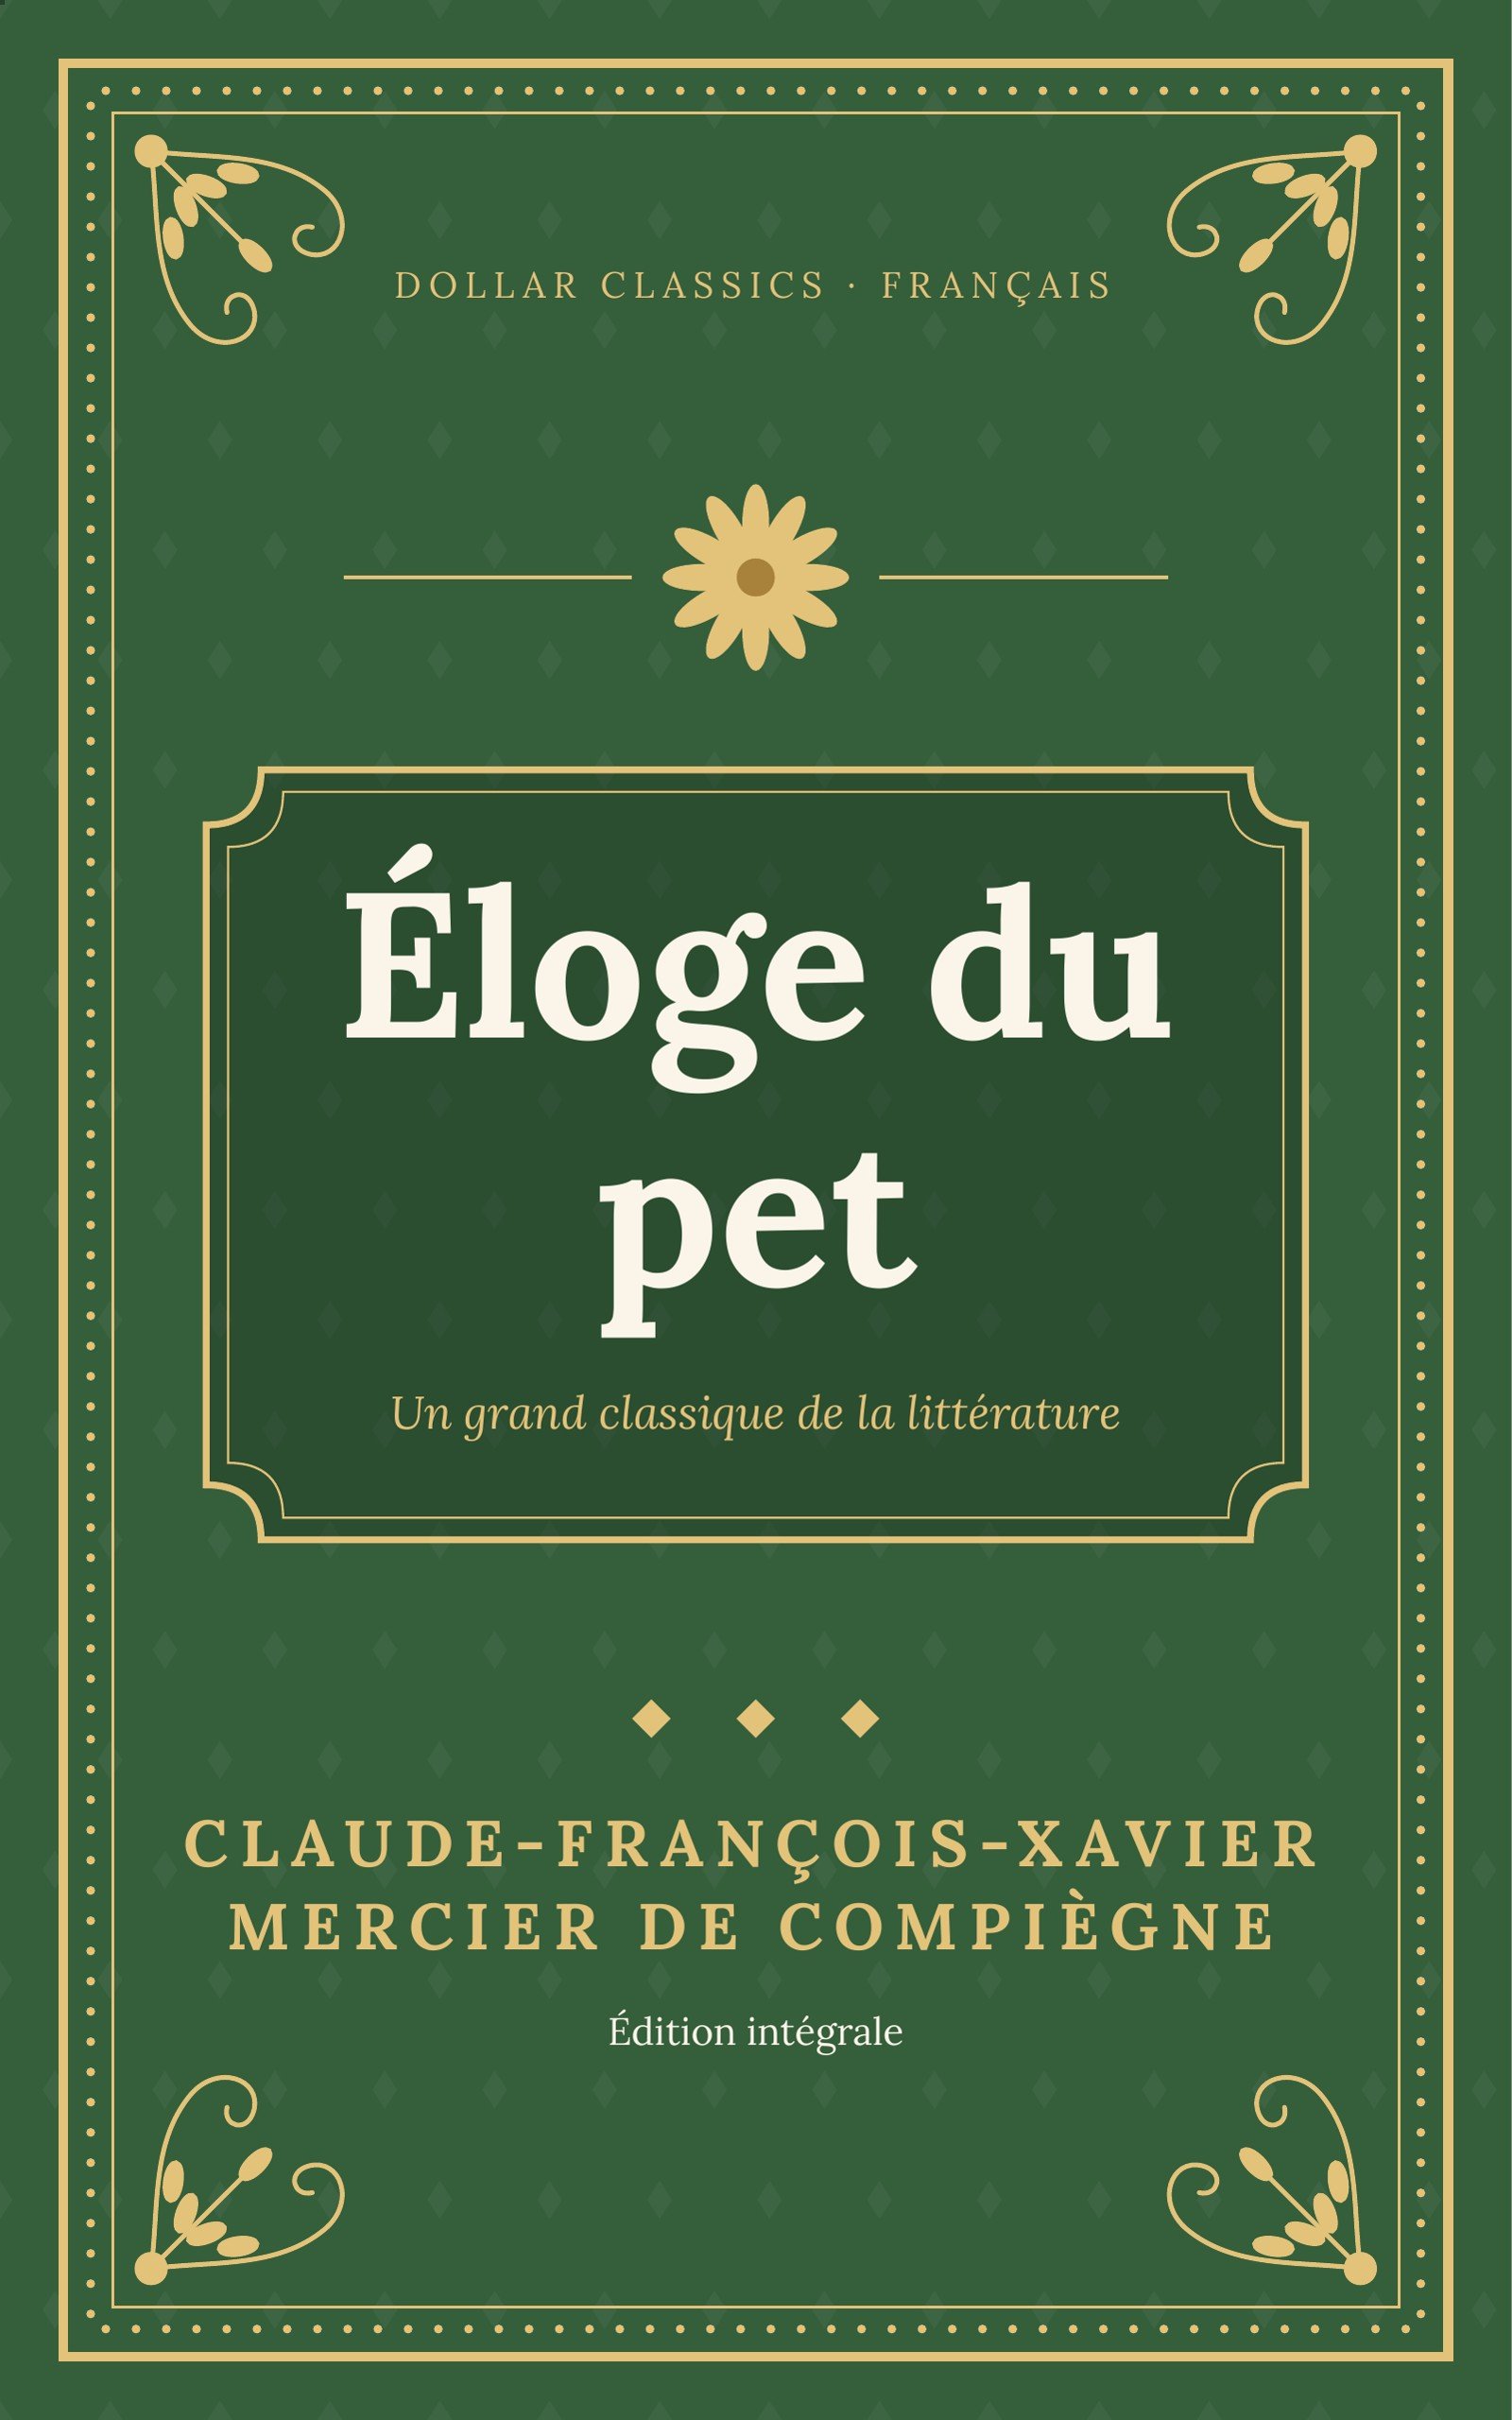 DOLLAR CLASSICS · FRANÇAIS
Éloge du
pet
Un grand classique de la littérature
CLAUDE-FRANÇOIS-XAVIER
MERCIER DE COMPIÈGNE
Édition intégrale